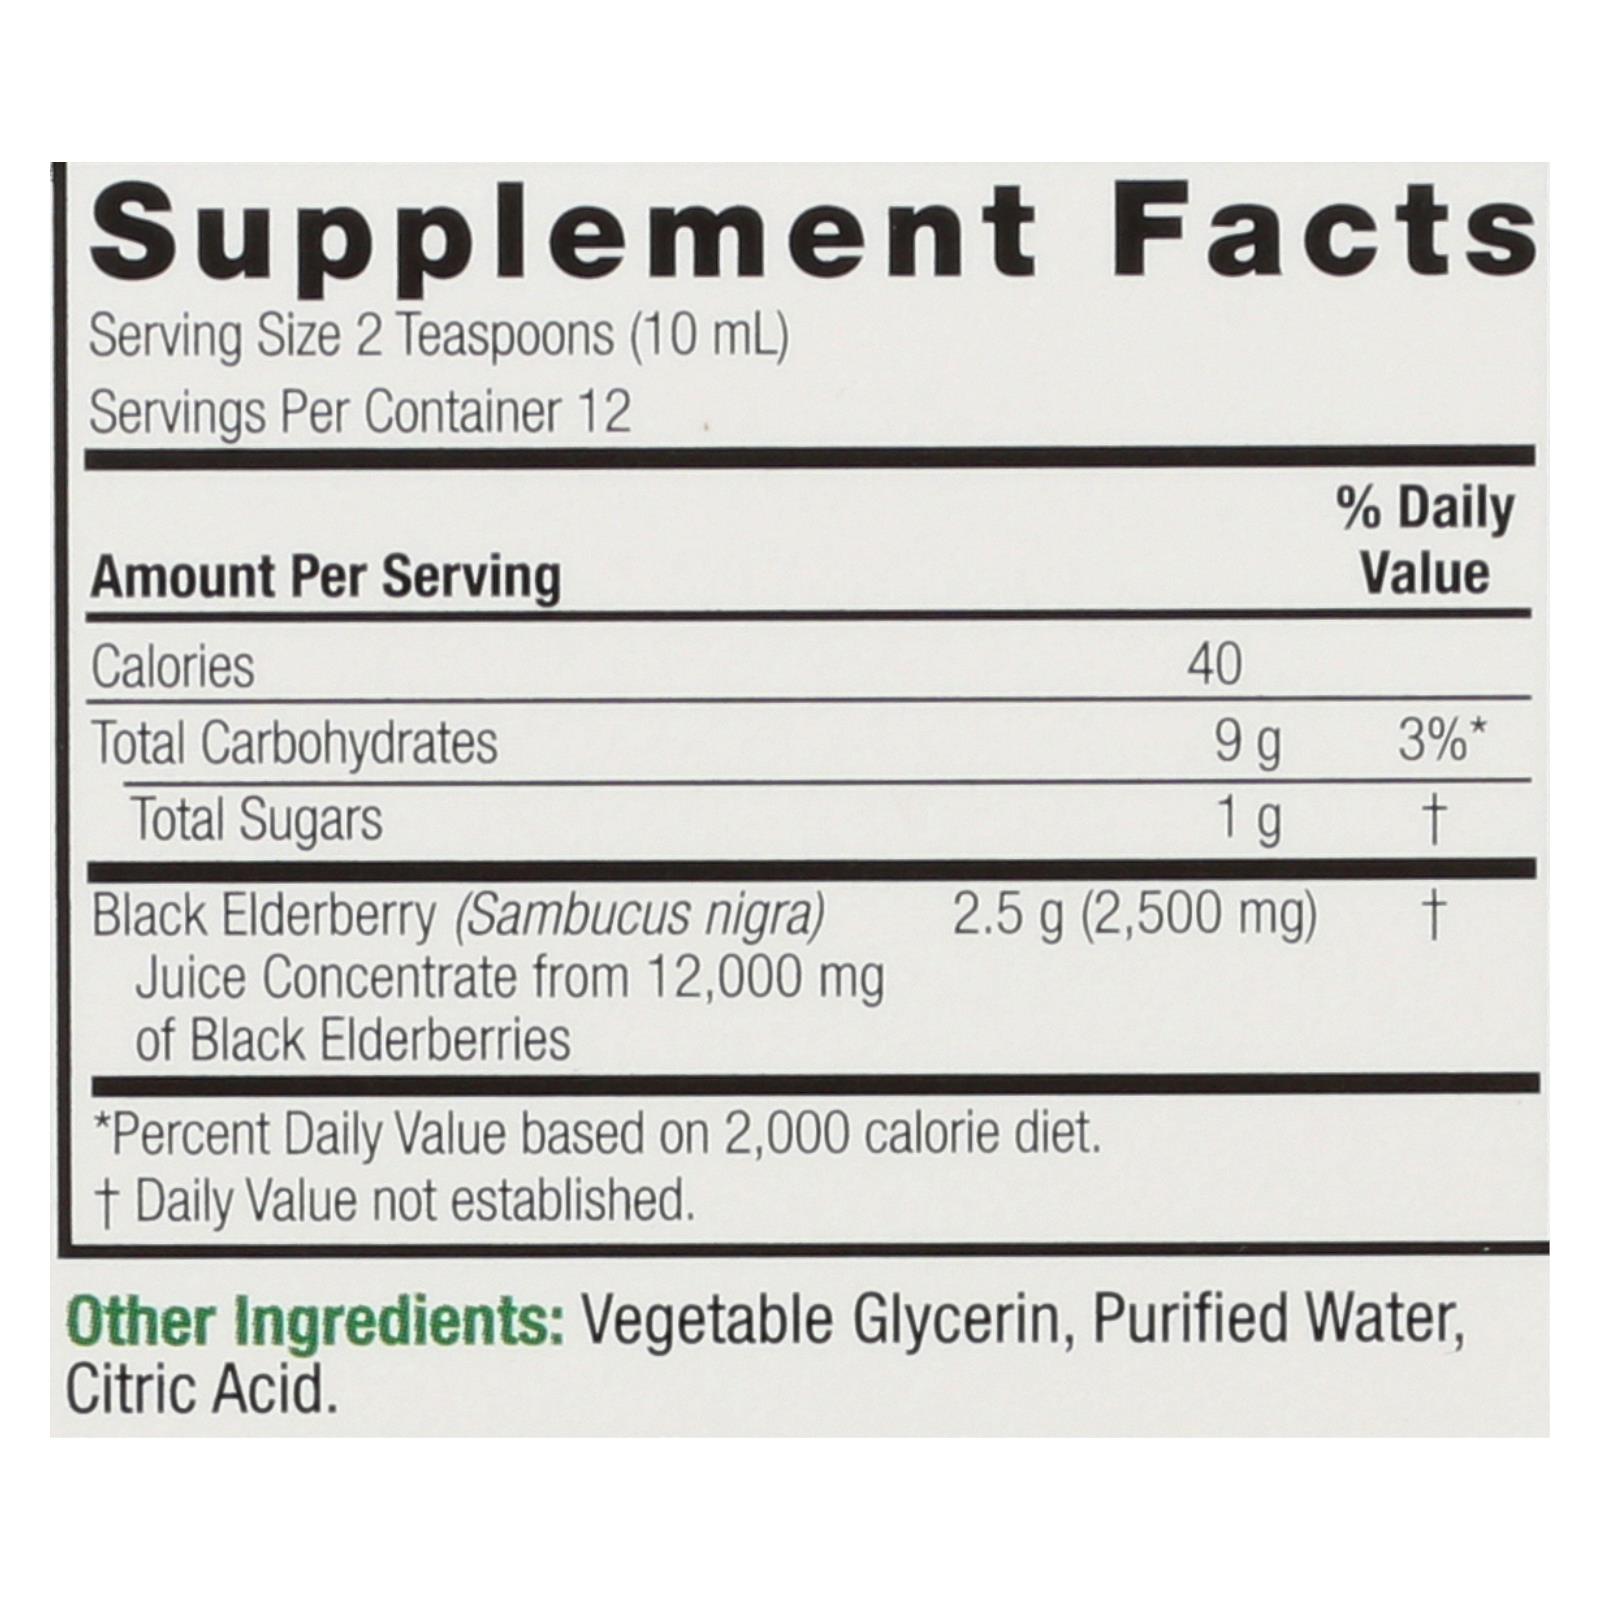 Supplement Facts
Serving Size 2 Teaspoons (10 mL)
Servings Per Container 12
% Daily
Amount Per Serving Value
Calories 40
Total Carbohydrates 9 g 3%*
Total Sugars 1 g †
Black Elderberry (Sambucus nigra) 2.5 g (2,500 mg) †
Juice Concentrate from 12,000 mg
of Black Elderberries
*Percent Daily Value based on 2,000 calorie diet.
† Daily Value not established.
Other Ingredients: Vegetable Glycerin, Purified Water,
Citric Acid.